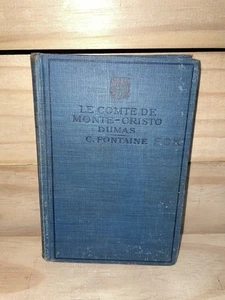 LE COMTE DE
MONTE-CRISTO
DUMAS
C. FONTAINE